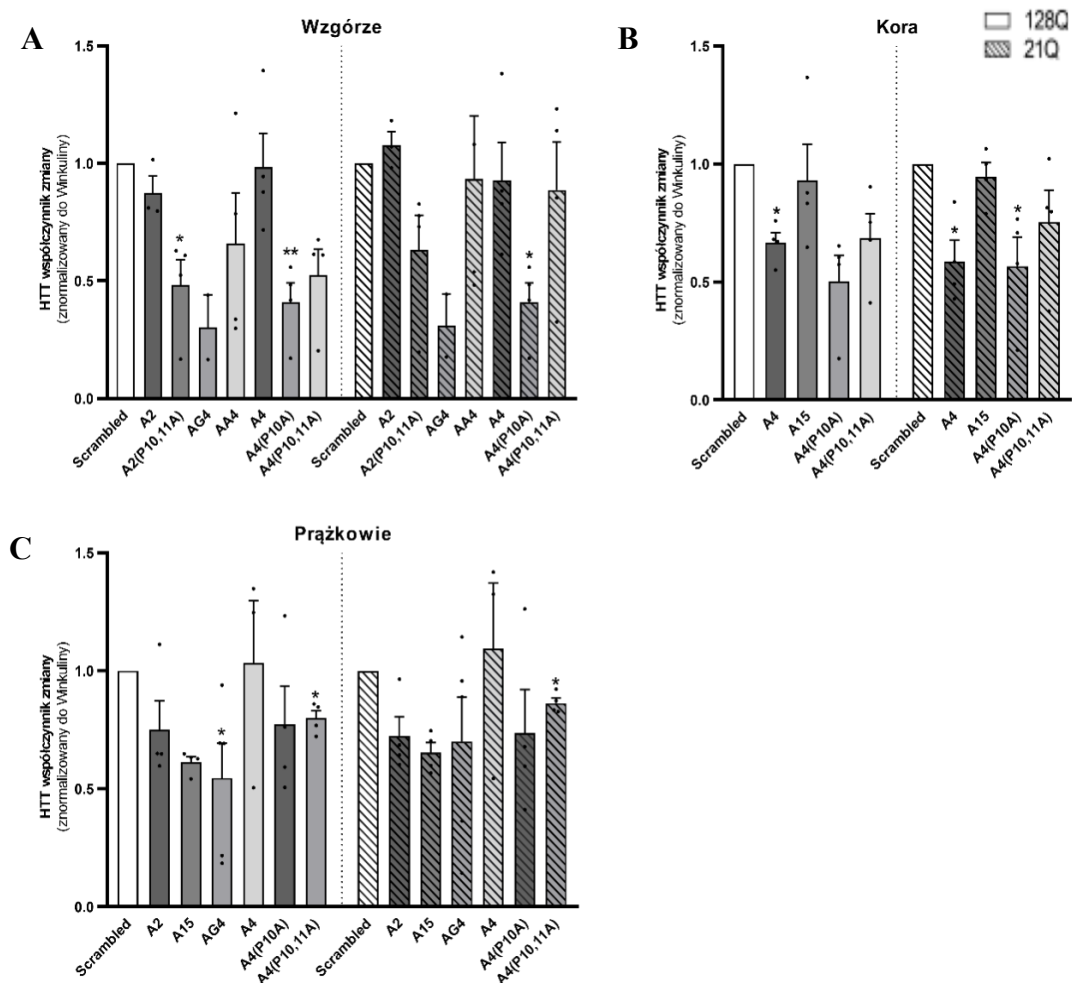 A
Wzgórze
HTT współczynnik zmiany
(znormalizowany do Winkuliny)
1.5
1.0
0.5
0.0
*
**
*
Scrambled
A2
A2(P10,11A)
AG4
AA4
A4
A4(P10A)
A4(P10,11A)
Scrambled
A2
A2(P10,11A)
AG4
AA4
A4
A4(P10A)
A4(P10,11A)
B
Kora
128Q
21Q
HTT współczynnik zmiany
(znormalizowany do Winkuliny)
1.5
1.0
0.5
0.0
*
*
*
Scrambled
A4
A15
A4(P10A)
A4(P10,11A)
Scrambled
A4
A15
A4(P10A)
A4(P10,11A)
C
Prążkowie
HTT współczynnik zmiany
(znormalizowany do Winkuliny)
1.5
1.0
0.5
0.0
*
*
*
Scrambled
A2
A15
AG4
A4
A4(P10A)
A4(P10,11A)
Scrambled
A2
A15
AG4
A4
A4(P10A)
A4(P10,11A)